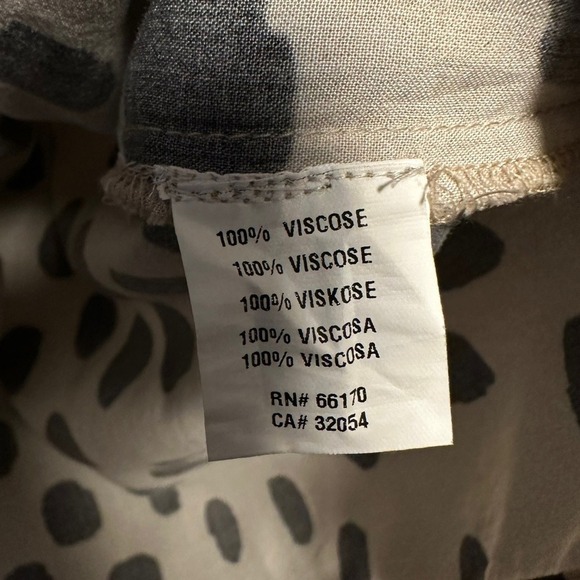 100% VISCOSE
100% VISCOSE
100% VISKOSE
100% VISCOSA
100% VISCOSA
RN# 66170
CA# 32054